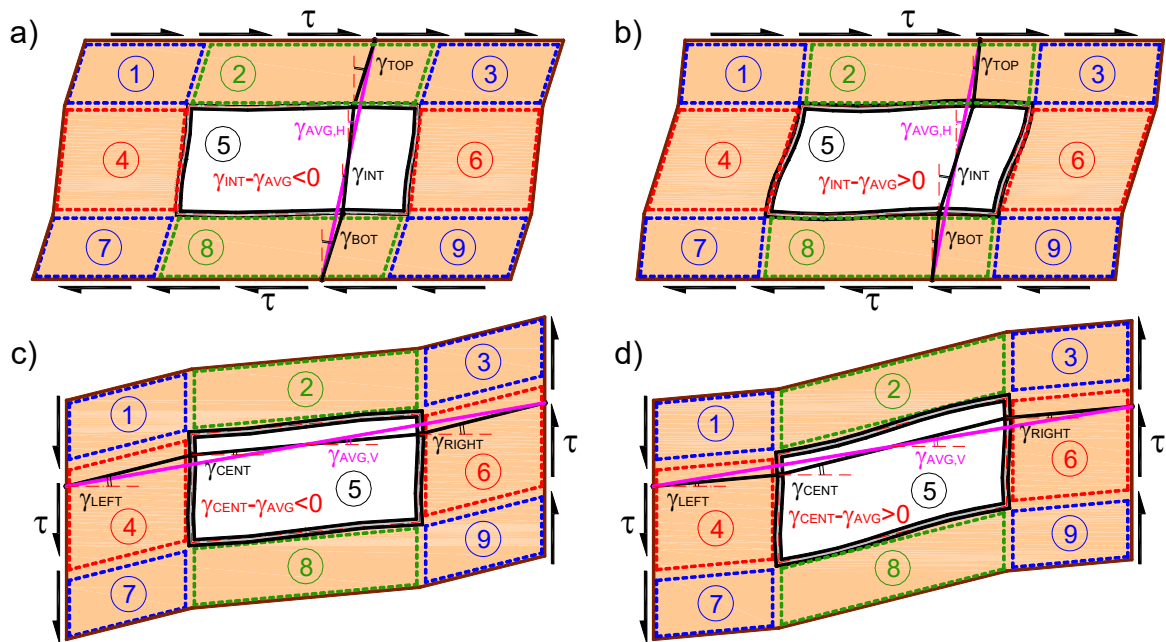 a)
τ
1
2
3
γTOP
γAVG,H
4
5
6
γINT-γAVG<0
γINT
7
8
9
γBOT
τ
b)
τ
1
2
3
γTOP
γAVG,H
4
5
6
γINT-γAVG>0
γINT
7
8
9
γBOT
τ
c)
1
2
3
γCENT
γAVG,V
γRIGHT
γLEFT
4
5
6
τ
γCENT-γAVG<0
τ
7
8
9
d)
1
2
3
γRIGHT
γAVG,V
γLEFT
γCENT
4
5
6
τ
γCENT-γAVG>0
τ
7
8
9